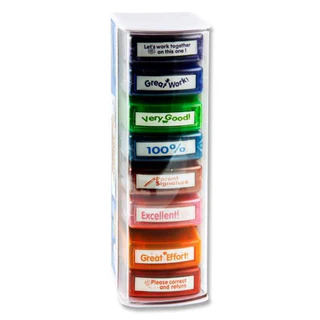 Let's work together
on this one!
Great Work!
Very Good!
100%
Parent
Signature
Excellent!
Great Effort!
Please correct
and return